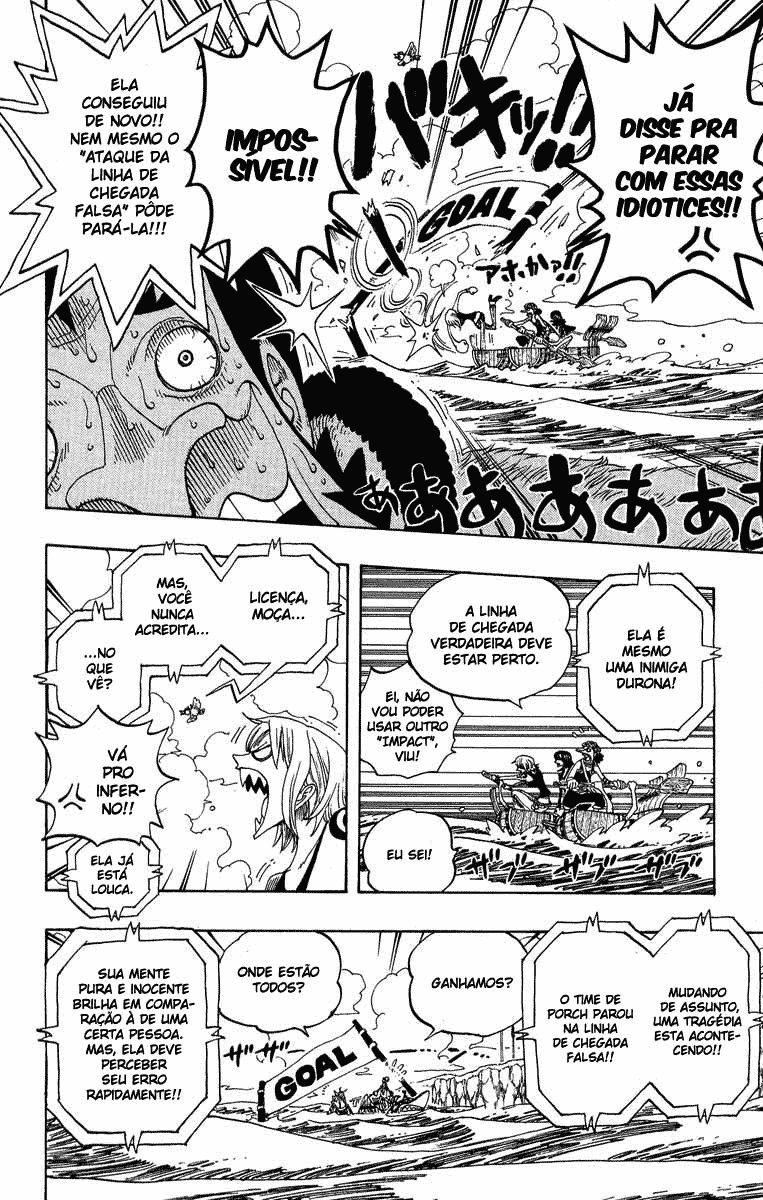 JÁ
DISSE PRA
PARAR
COM ESSAS
IDIOTICES!!
バキッ!!
GOAL
アホかっ!!
IMPOS-
SÍVEL!!
ELA
CONSEGUIU
DE NOVO!!
NEM MESMO O
"ATAQUE DA
LINHA DE
CHEGADA
FALSA" PÔDE
PARÁ-LA!!!
あああああああ
ELA É
MESMO
UMA INIMIGA
DURONA!
A LINHA
DE CHEGADA
VERDADEIRA DEVE
ESTAR PERTO.
EI, NÃO
VOU PODER
USAR OUTRO
"IMPACT",
VIU!
EU SEI!
ザブ ザブ ザブ
LICENÇA,
MOÇA...
MAS,
VOCÊ
NUNCA
ACREDITA...
...NO
QUE
VÊ?
VÁ
PRO
INFER-
NO!!
ELA JÁ
ESTÁ
LOUCA.
MUDANDO
DE ASSUNTO,
UMA TRAGÉDIA
ESTA ACONTE-
CENDO!!
O TIME DE
PORCH PAROU
NA LINHA
DE CHEGADA
FALSA!!
GANHAMOS?
ONDE ESTÃO
TODOS?
ザザザ
GOAL
SUA MENTE
PURA E INOCENTE
BRILHA EM COMPA-
RAÇÃO À DE UMA
CERTA PESSOA.
MAS, ELA DEVE
PERCEBER
SEU ERRO
RAPIDAMENTE!!